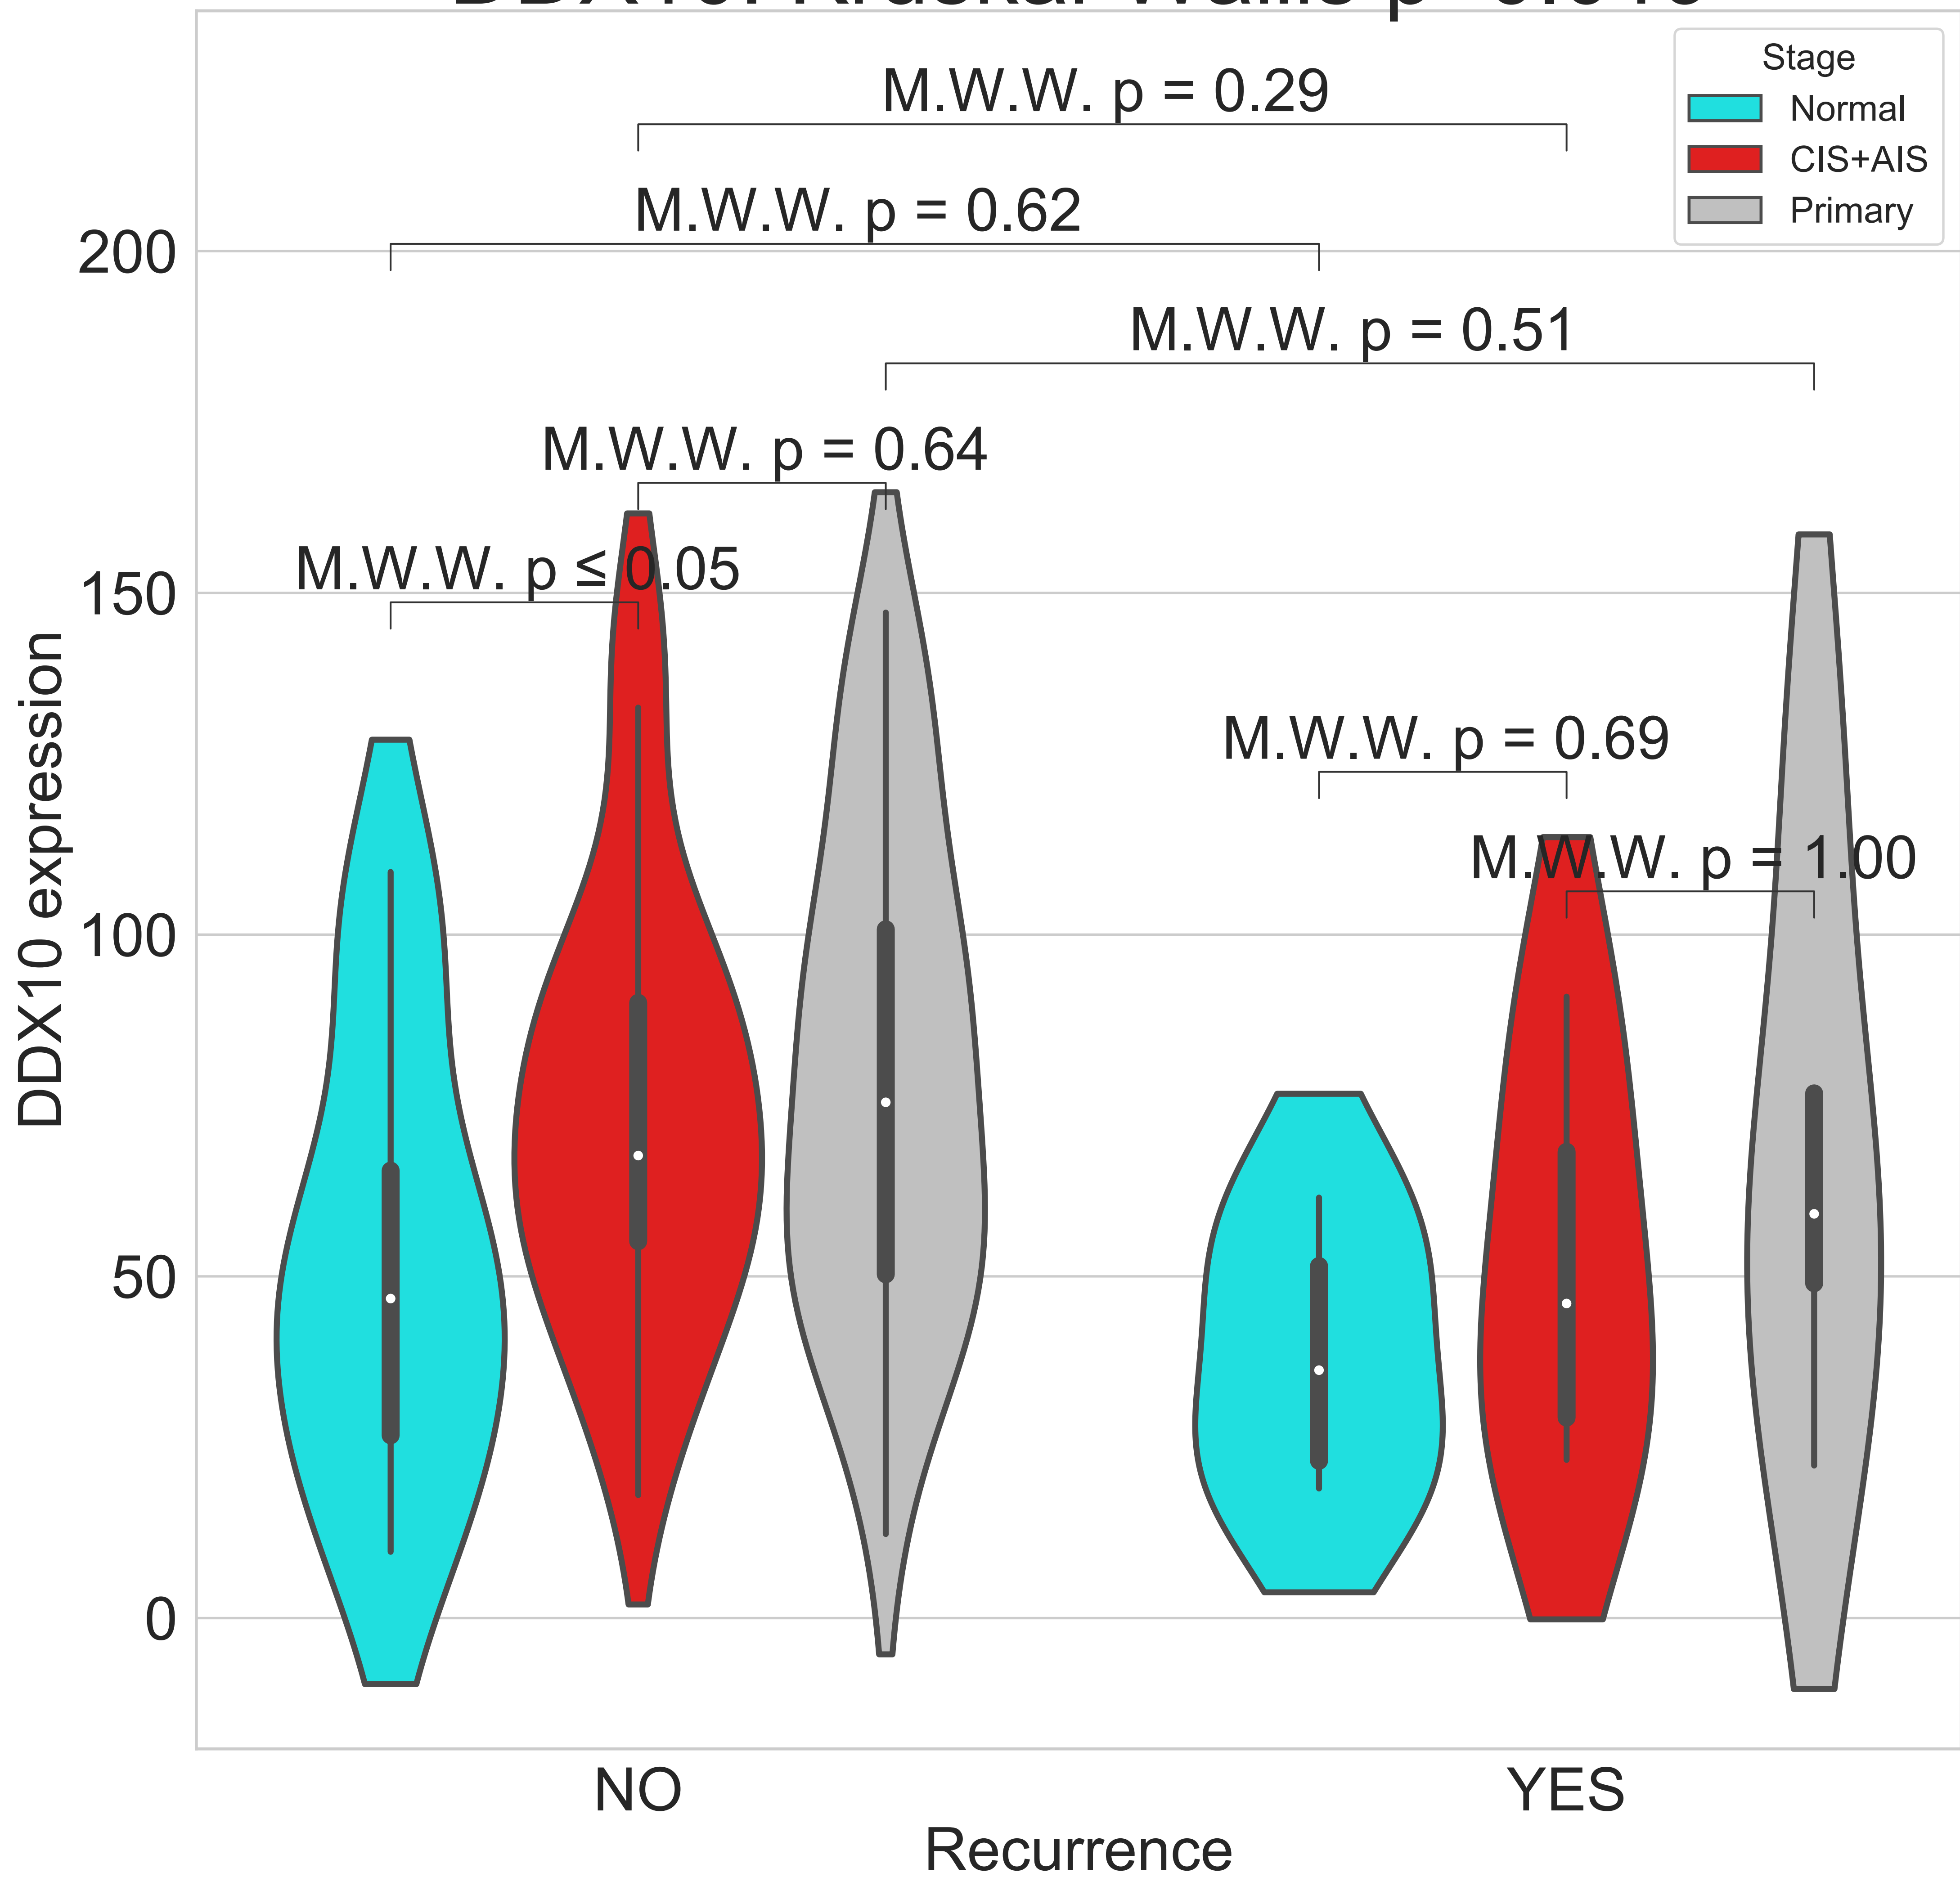 Stage
Normal
CIS+AIS
Primary
M.W.W. p = 0.29
M.W.W. p = 0.62
M.W.W. p = 0.51
M.W.W. p = 0.64
M.W.W. p ≤ 0.05
M.W.W. p = 0.69
M.W.W. p = 1.00
200
150
100
50
0
DDX10 expression
NO
YES
Recurrence